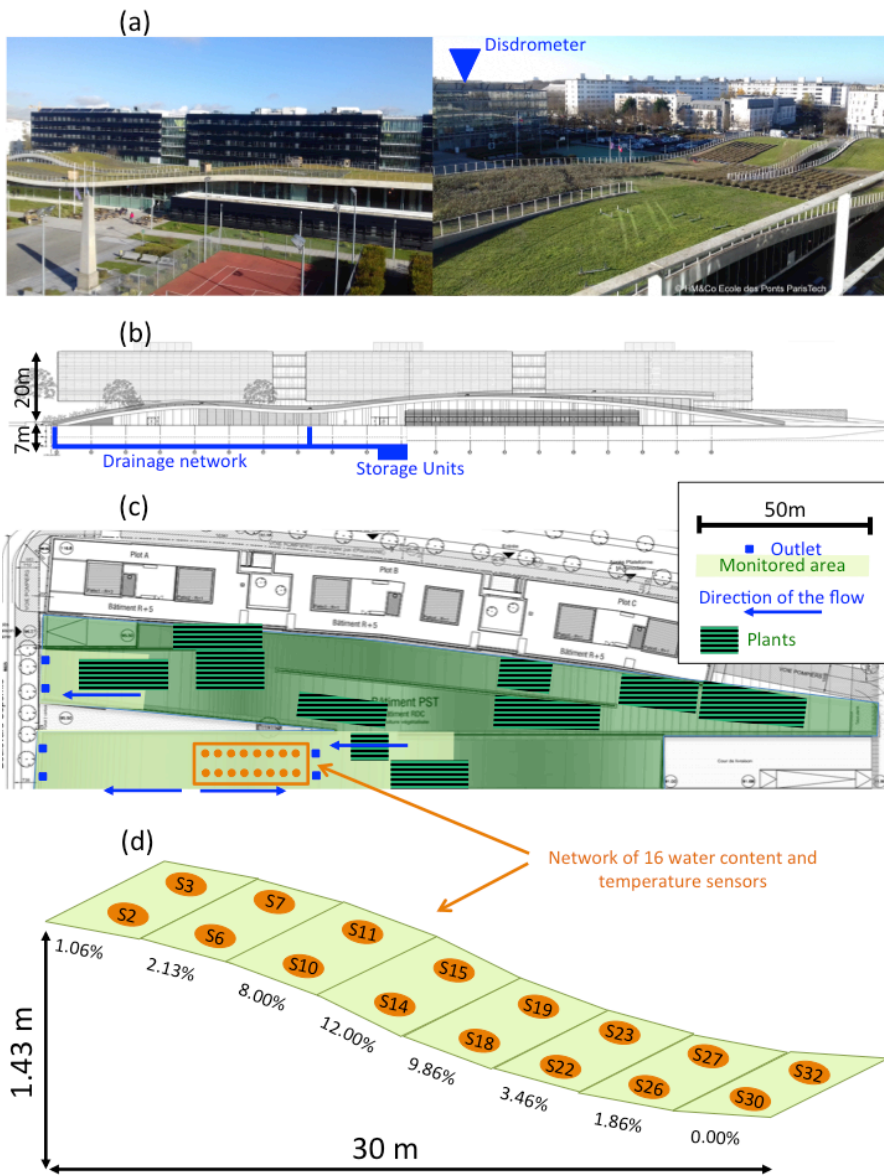 (a)
Disdrometer
© HM&Co Ecole des Ponts ParisTech
(b)
20m
7m
Drainage network
Storage Units
(c)
50m
Outlet
Monitored area
Direction of the flow
Plants
Plot A
Bâtiment R+5
Plot B
Bâtiment R+5
Plot C
Bâtiment R+5
Bâtiment PST
Cour de livraison
(d)
Network of 16 water content and
temperature sensors
S3
S7
S11
S15
S19
S23
S27
S32
S2
S6
S10
S14
S18
S22
S26
S30
1.06%
2.13%
8.00%
12.00%
9.86%
3.46%
1.86%
0.00%
1.43 m
30 m